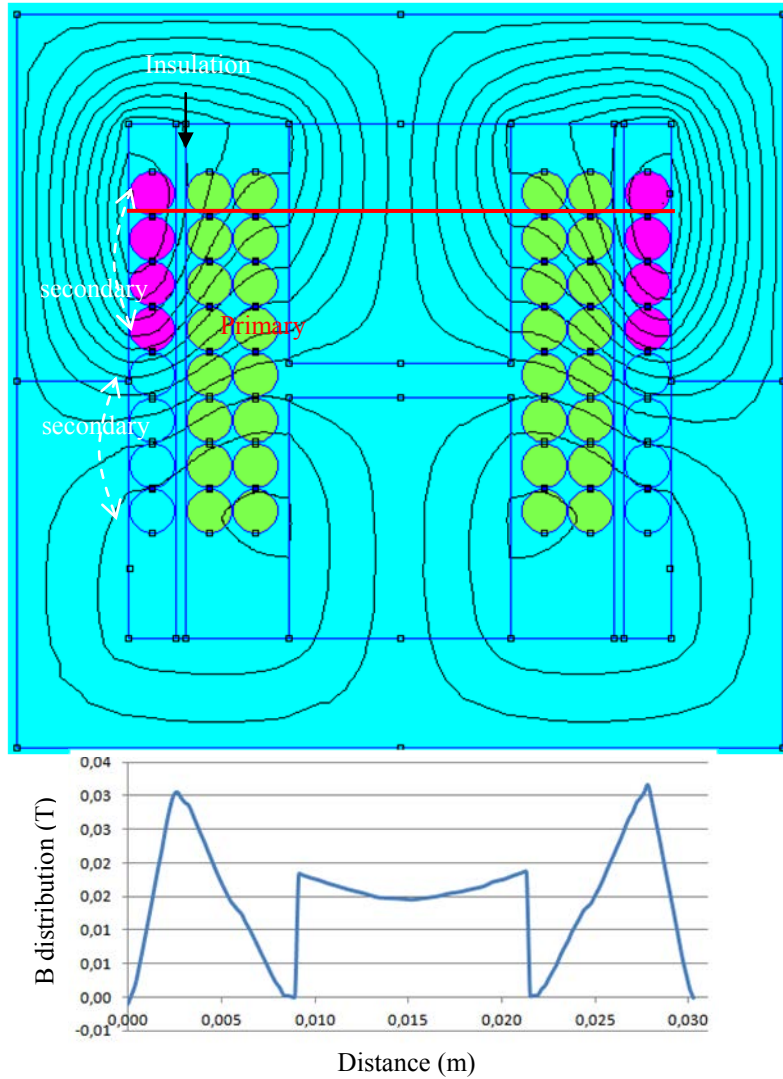 Insulation
secondary
Primary
secondary
B distribution (T)
0,04
0,03
0,03
0,02
0,02
0,01
0,01
0,00
-0,01
0,000 0,005 0,010 0,015 0,020 0,025 0,030
Distance (m)